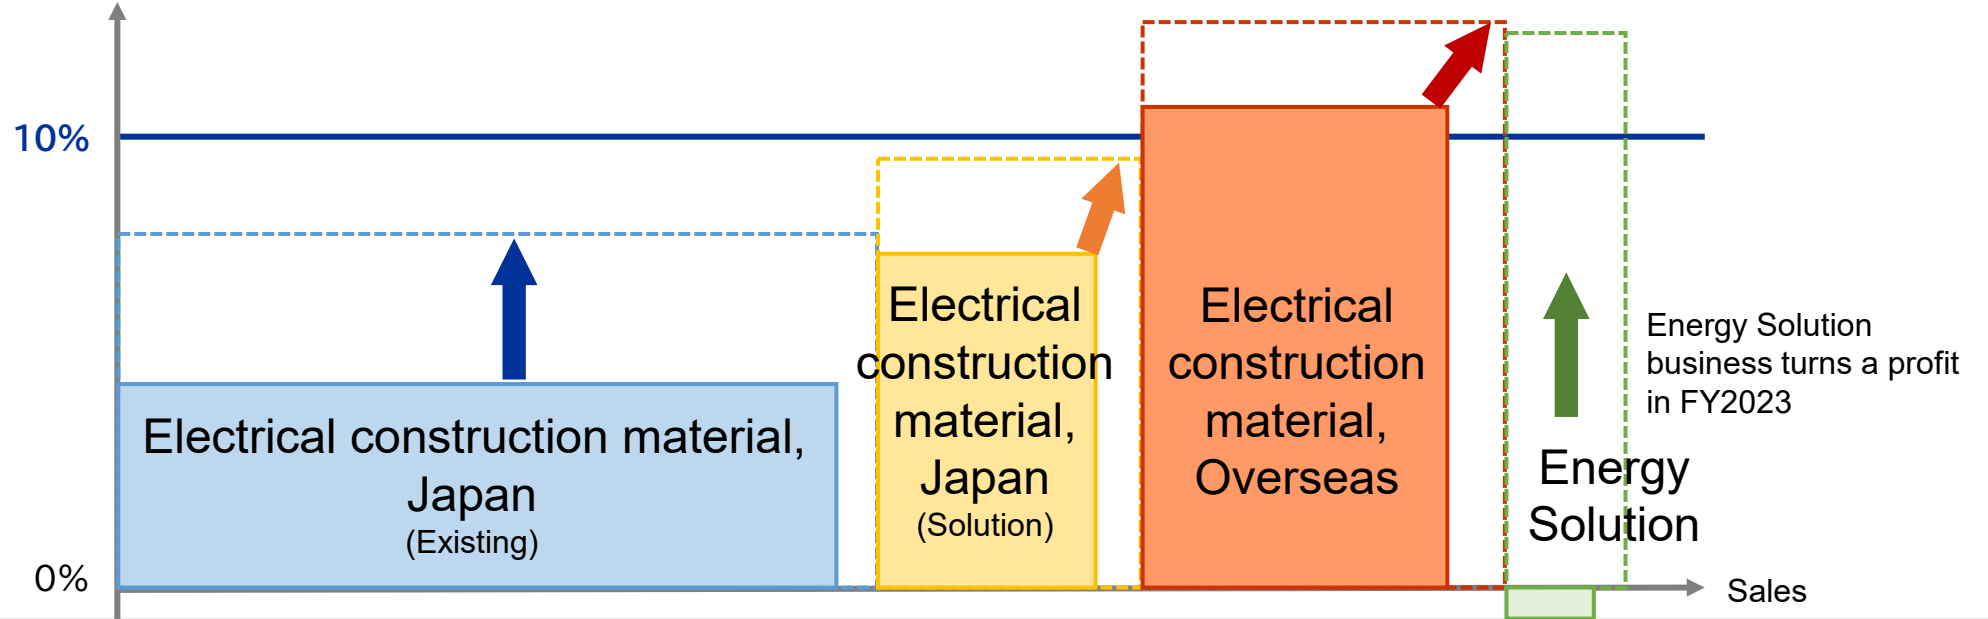 10%
0%
Electrical construction material,
Japan
(Existing)
Electrical
construction
material,
Japan
(Solution)
Electrical
construction
material,
Overseas
Energy
Solution
Energy Solution
business turns a profit
in FY2023
Sales